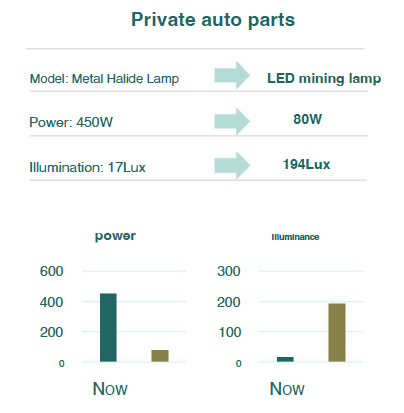 Private auto parts
Model: Metal Halide Lamp LED mining lamp
Power: 450W 80W
Illumination: 17Lux 194Lux
power Illuminance
600 300
400 200
200 100
0 0
NOW NOW